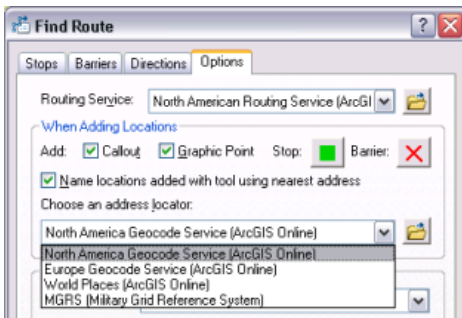 Find Route
Stops Barriers Directions Options
Routing Service: North American Routing Service (ArcGI
When Adding Locations
Add: Callout Graphic Point Stop: Barrier:
Name locations added with tool using nearest address
Choose an address locator:
North America Geocode Service (ArcGIS Online)
North America Geocode Service (ArcGIS Online)
Europe Geocode Service (ArcGIS Online)
World Places (ArcGIS Online)
MGRS (Military Grid Reference System)